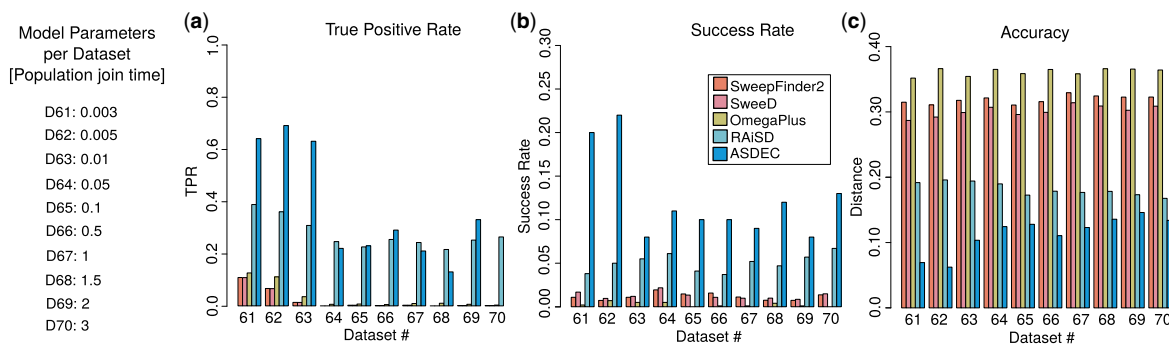 Model Parameters
per Dataset
[Population join time]
D61: 0.003
D62: 0.005
D63: 0.01
D64: 0.05
D65: 0.1
D66: 0.5
D67: 1
D68: 1.5
D69: 2
D70: 3
(a)
True Positive Rate
TPR
1.0
0.8
0.6
0.4
0.2
0.0
61 62 63 64 65 66 67 68 69 70
Dataset #
(b)
Success Rate
Success Rate
0.30
0.20
0.10
0.05
0.00
SweepFinder2
SweeD
OmegaPlus
RAiSD
ASDEC
61 62 63 64 65 66 67 68 69 70
Dataset #
(c)
Accuracy
Distance
0.40
0.30
0.20
0.10
0.0
61 62 63 64 65 66 67 68 69 70
Dataset #